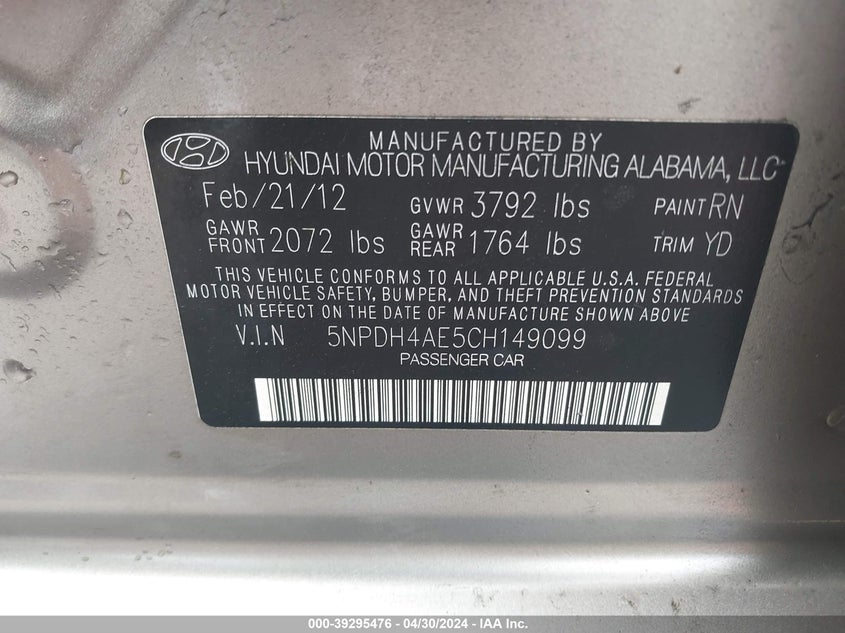 MANUFACTURED BY
HYUNDAI MOTOR MANUFACTURING ALABAMA, LLC
Feb/21/12 GVWR 3792 lbs PAINT RN
GAWR FRONT 2072 lbs GAWR REAR 1764 lbs TRIM YD
THIS VEHICLE CONFORMS TO ALL APPLICABLE U.S.A. FEDERAL
MOTOR VEHICLE SAFETY, BUMPER, AND THEFT PREVENTION STANDARDS
IN EFFECT ON THE DATE OF MANUFACTURE SHOWN ABOVE
V.I.N 5NPDH4AE5CH149099
PASSENGER CAR
000-39295476 - 04/30/2024 - IAA Inc.